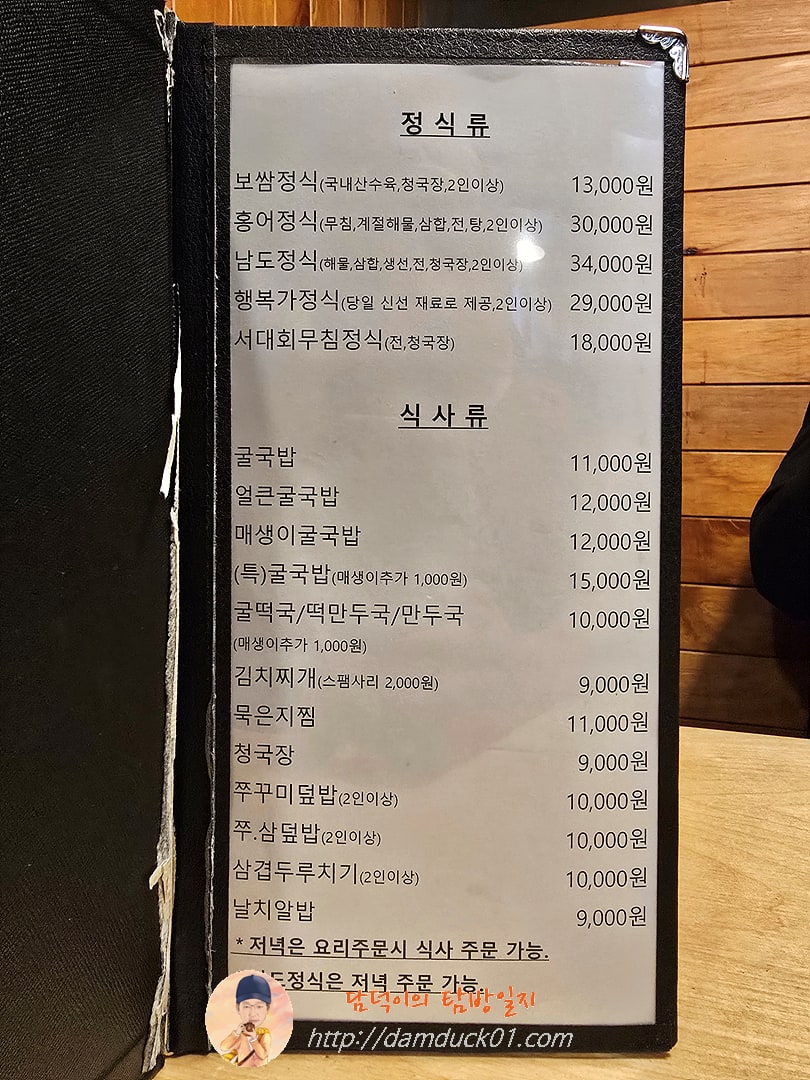 정 식 류
보쌈정식(국내산수육,청국장,2인이상) 13,000원
홍어정식(무침,계절해물,삼합,전,탕,2인이상) 30,000원
남도정식(해물,삼합,생선,전,청국장,2인이상) 34,000원
행복가정식(당일 신선 재료로 제공,2인이상) 29,000원
서대회무침정식(전,청국장) 18,000원
식 사 류
굴국밥 11,000원
얼큰굴국밥 12,000원
매생이굴국밥 12,000원
(특)굴국밥(매생이추가 1,000원) 15,000원
굴떡국/떡만두국/만두국 10,000원
(매생이추가 1,000원)
김치찌개(스팸사리 2,000원) 9,000원
묵은지찜 11,000원
청국장 9,000원
쭈꾸미덮밥(2인이상) 10,000원
쭈.삼덮밥(2인이상) 10,000원
삼겹두루치기(2인이상) 10,000원
날치알밥 9,000원
* 저녁은 요리주문시 식사 주문 가능.
저녁 주문 가능.
담덕이의 탐방일지
http://damduck01.com